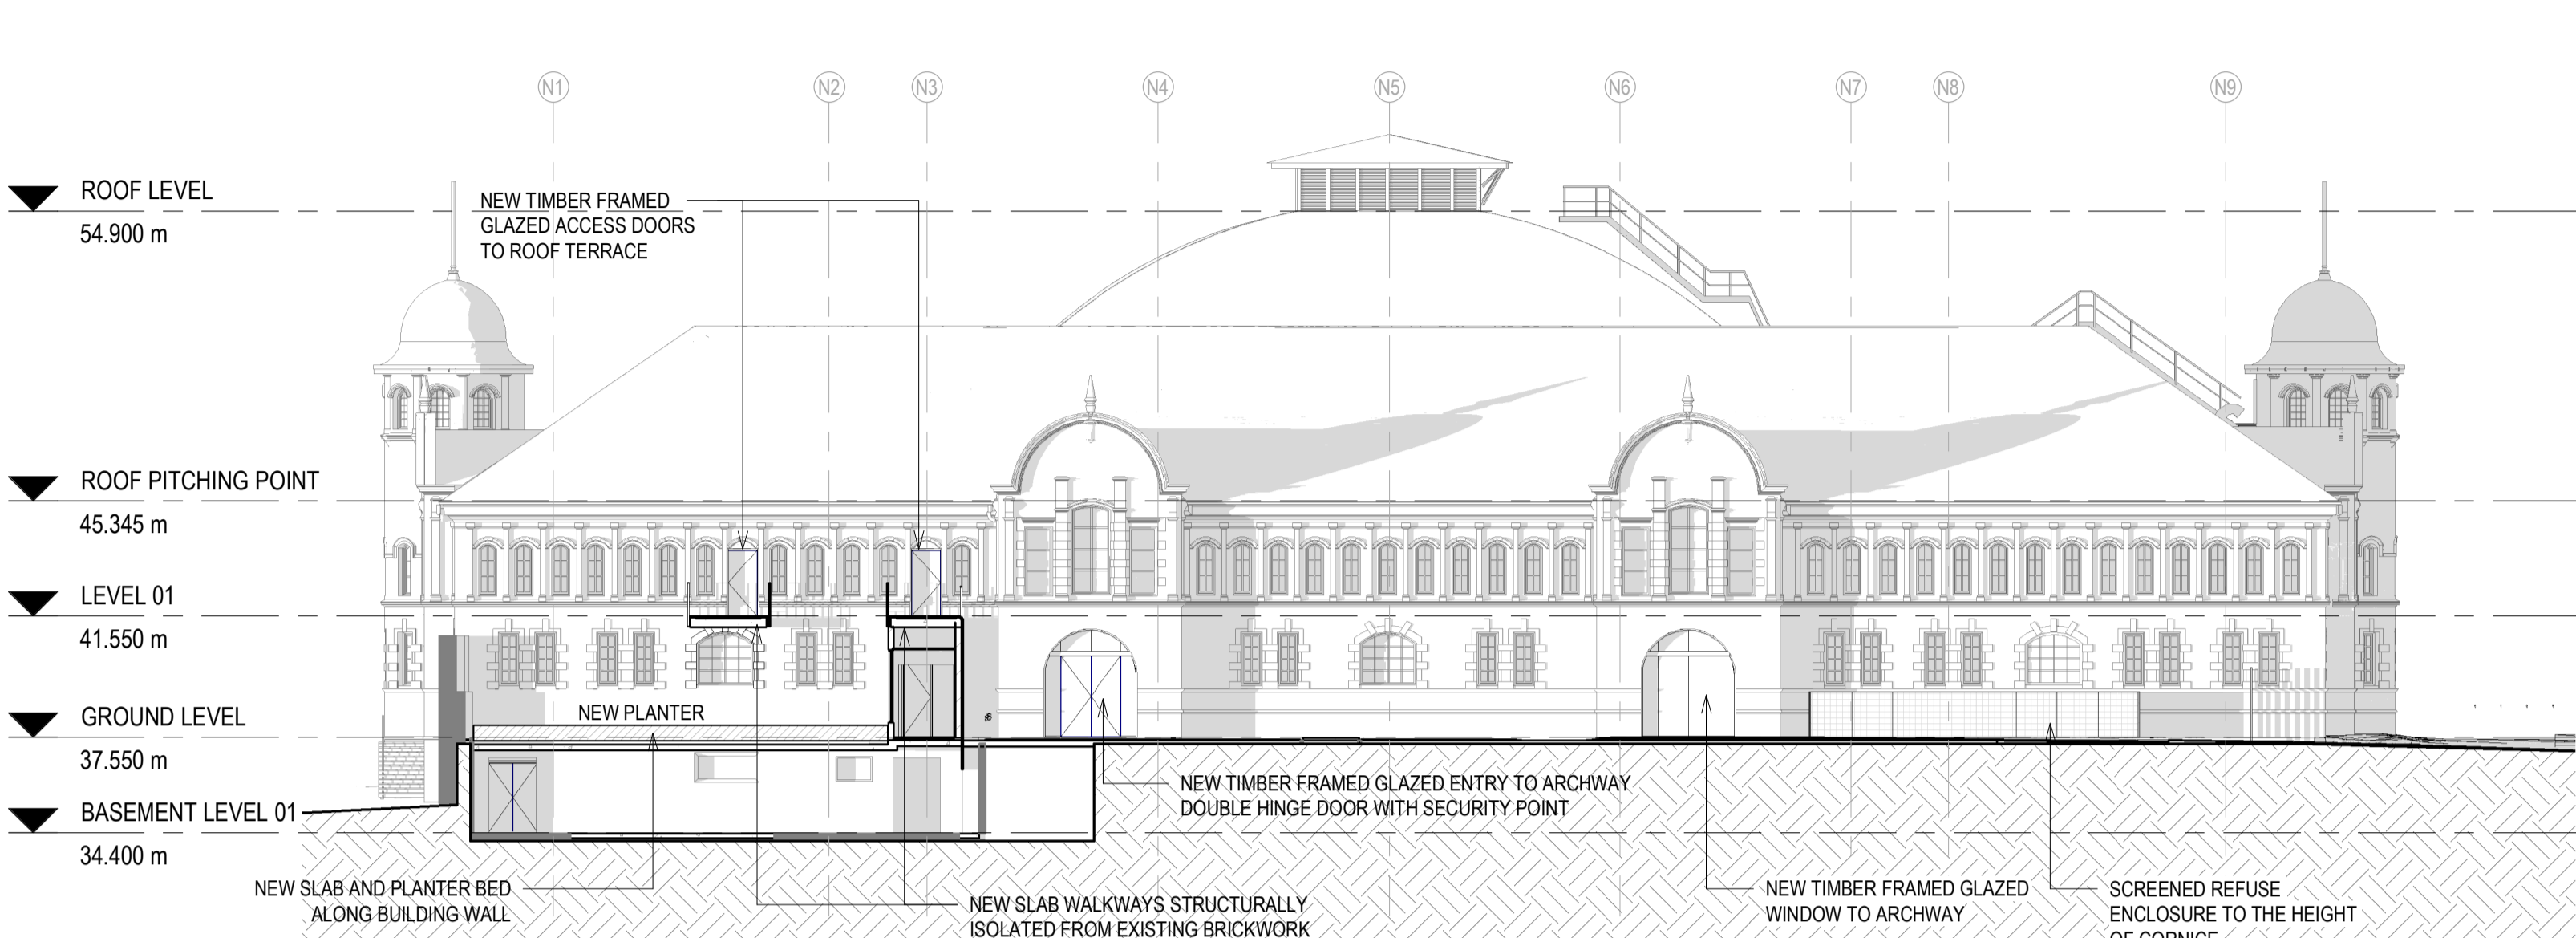 N1
N2
N3
N4
N5
N6
N7
N8
N9
ROOF LEVEL
54.900 m
NEW TIMBER FRAMED
GLAZED ACCESS DOORS
TO ROOF TERRACE
ROOF PITCHING POINT
45.345 m
LEVEL 01
41.550 m
GROUND LEVEL
37.550 m
NEW PLANTER
BASEMENT LEVEL 01
34.400 m
NEW TIMBER FRAMED GLAZED ENTRY TO ARCHWAY
DOUBLE HINGE DOOR WITH SECURITY POINT
NEW SLAB AND PLANTER BED
ALONG BUILDING WALL
NEW SLAB WALKWAYS STRUCTURALLY
ISOLATED FROM EXISTING BRICKWORK
NEW TIMBER FRAMED GLAZED
WINDOW TO ARCHWAY
SCREENED REFUSE
ENCLOSURE TO THE HEIGHT
OF CORNICE